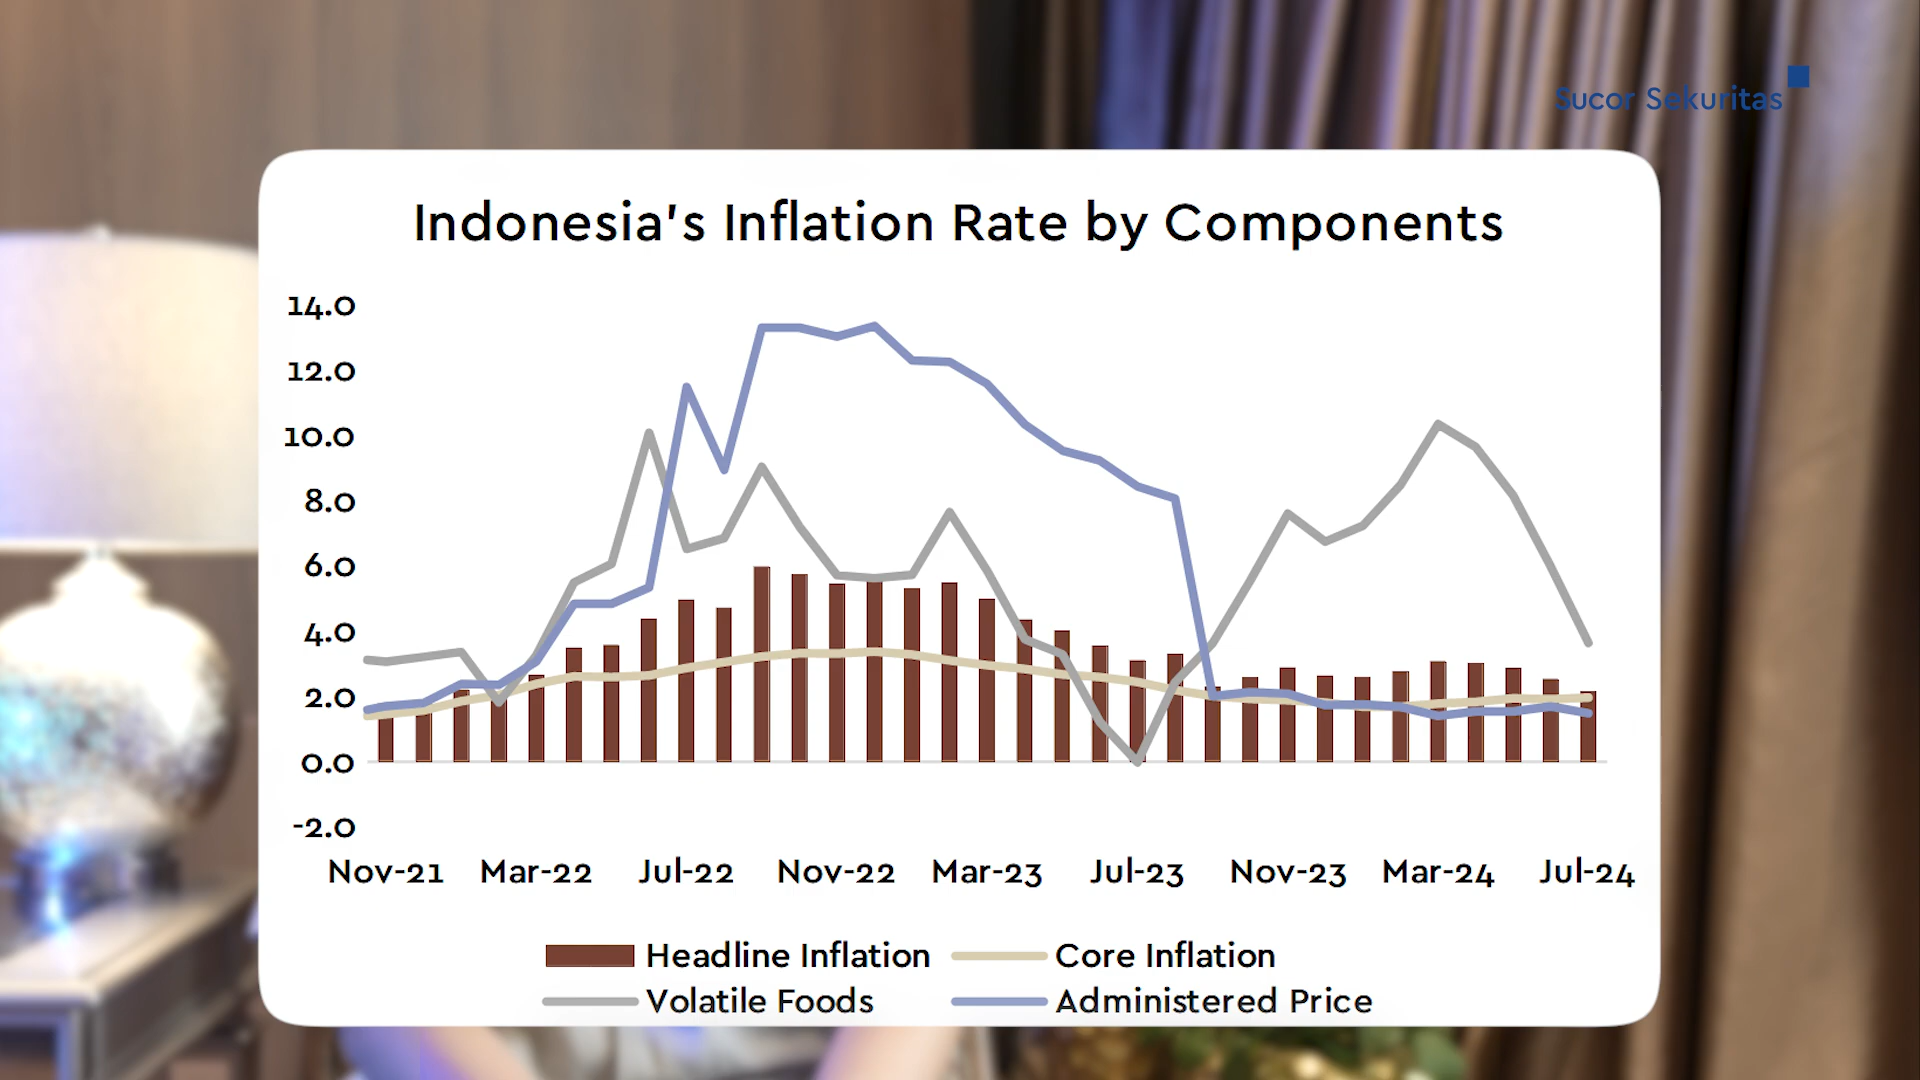 Sucor Sekuritas
Indonesia's Inflation Rate by Components
14.0
12.0
10.0
8.0
6.0
4.0
2.0
0.0
-2.0
Nov-21 Mar-22 Jul-22 Nov-22 Mar-23 Jul-23 Nov-23 Mar-24 Jul-24
Headline Inflation Core Inflation
Volatile Foods Administered Price